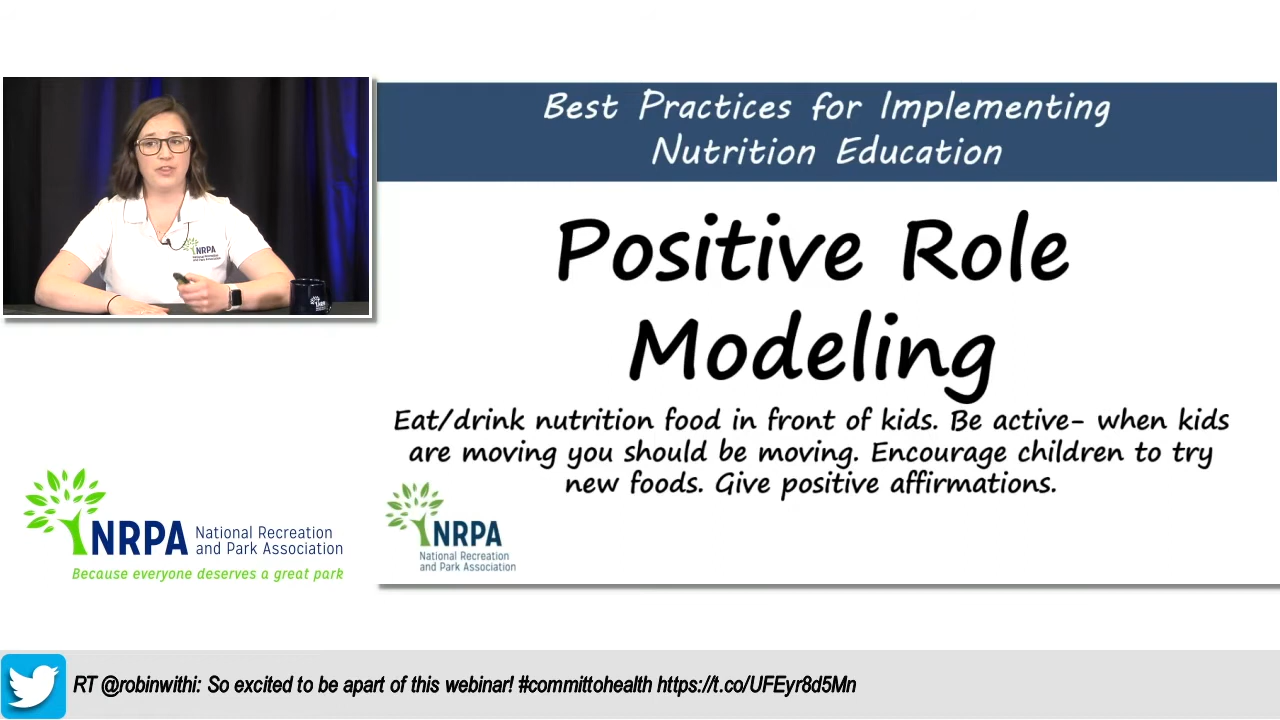 Best Practices for Implementing
Nutrition Education
Positive Role
Modeling
Eat/drink nutrition food in front of kids. Be active- when kids
are moving you should be moving. Encourage children to try
new foods. Give positive affirmations.
NRPA
National Recreation
and Park Association
NRPA
NRPA
National Recreation
and Park Association
Because everyone deserves a great park
RT @robinwithi: So excited to be apart of this webinar! #committohealth https://t.co/UFEyr8d5Mn